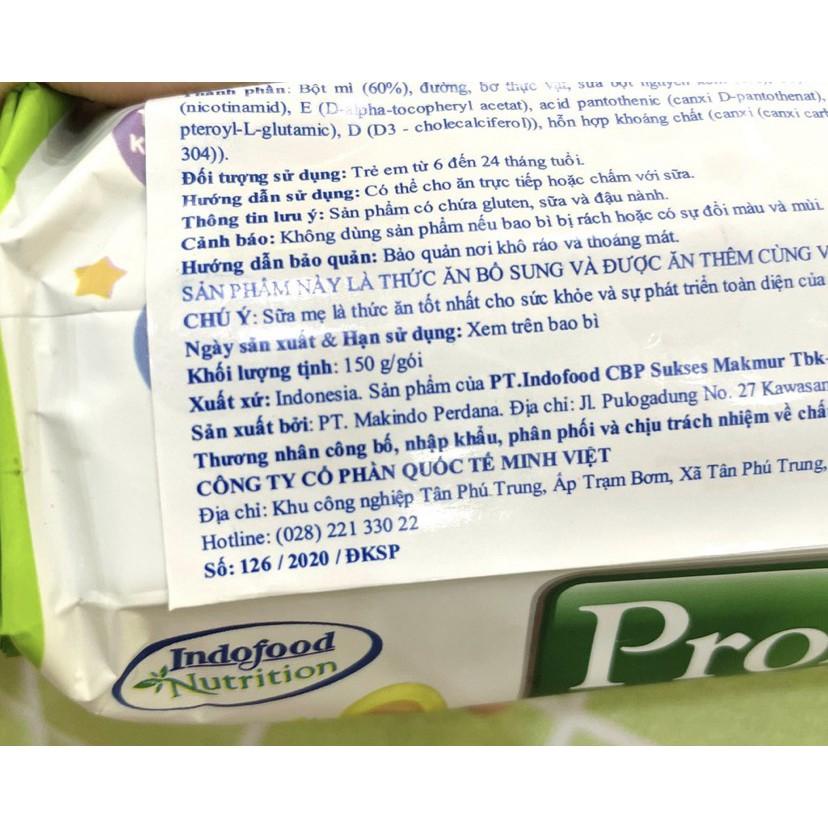 Thành phần: Bột mì (60%), đường, bơ thực vật, sữa bột nguyên
(nicotinamid), E (D-alpha-tocopheryl acetat), acid pantothenic (canxi D-pantothenat),
pteroyl-L-glutamic), D (D3 - cholecalciferol)), hỗn hợp khoáng chất (canxi (canxi
304)).
Đối tượng sử dụng: Trẻ em từ 6 đến 24 tháng tuổi.
Hướng dẫn sử dụng: Có thể cho ăn trực tiếp hoặc chấm với sữa.
Thông tin lưu ý: Sản phẩm có chứa gluten, sữa và đậu nành.
Cảnh báo: Không dùng sản phẩm nếu bao bì bị rách hoặc có sự đổi màu và mùi.
Hướng dẫn bảo quản: Bảo quản nơi khô ráo và thoáng mát.
SẢN PHẨM NÀY LÀ THỨC ĂN BỔ SUNG VÀ ĐƯỢC ĂN THÊM CÙNG
CHÚ Ý: Sữa mẹ là thức ăn tốt nhất cho sức khỏe và sự phát triển toàn diện của
Ngày sản xuất & Hạn sử dụng: Xem trên bao bì
Khối lượng tịnh: 150 g/gói
Xuất xứ: Indonesia. Sản phẩm của PT.Indofood CBP Sukses Makmur Tbk-
Sản xuất bởi: PT. Makindo Perdana. Địa chỉ: Jl. Pulogadung No. 27 Kawasan
Thương nhân công bố, nhập khẩu, phân phối và chịu trách nhiệm về
CÔNG TY CỔ PHẦN QUỐC TẾ MINH VIỆT
Địa chỉ: Khu công nghiệp Tân Phú Trung, Ấp Trạm Bơm, Xã Tân Phú Trung,
Hotline: (028) 221 330 22
Số: 126 / 2020 / ĐKSP
Indofood
Nutrition
Pro